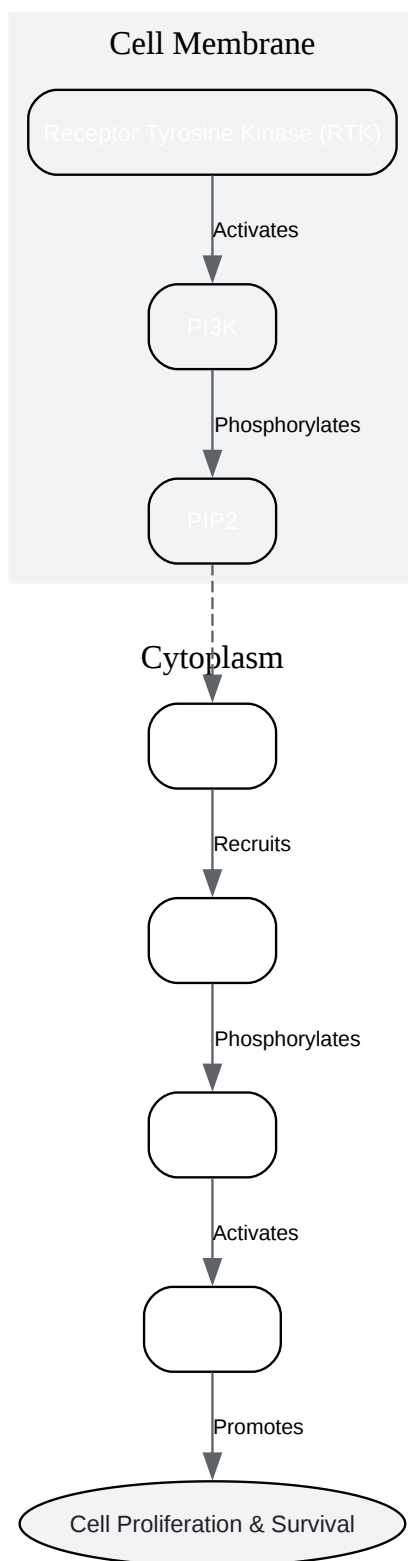 Cell Membrane
Receptor Tyrosine Kinase (RTK)
Activates
PI3K
Phosphorylates
PIP2
Cytoplasm
Recruits
Phosphorylates
Activates
Promotes
Cell Proliferation & Survival